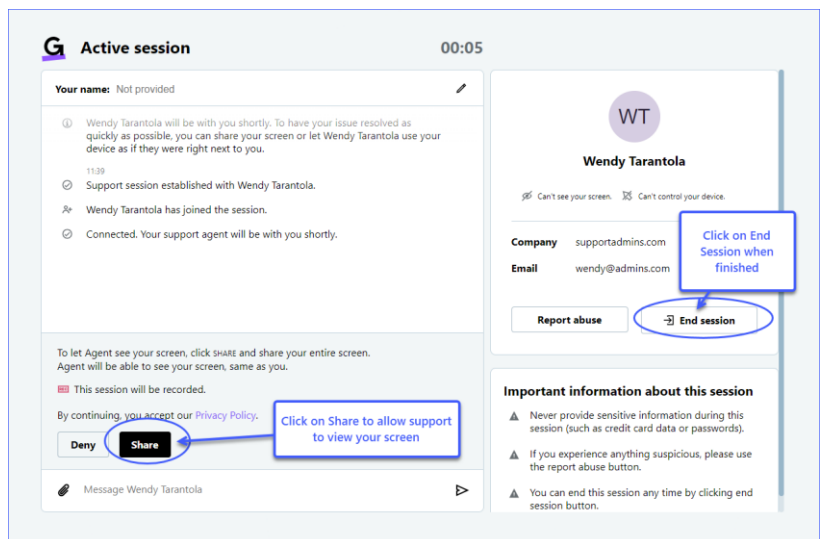 G Active session
00:05
Your name: Not provided
Wendy Tarantola will be with you shortly. To have your issue resolved as
quickly as possible, you can share your screen or let Wendy Tarantola use your
device as if they were right next to you.
11:39
Support session established with Wendy Tarantola.
Wendy Tarantola has joined the session.
Connected. Your support agent will be with you shortly.
To let Agent see your screen, click SHARE and share your entire screen.
Agent will be able to see your screen, same as you.
REC This session will be recorded.
By continuing, you accept our Privacy Policy.
Deny
Share
Click on Share to allow support
to view your screen
Message Wendy Tarantola
WT
Wendy Tarantola
Can't see your screen. Can't control your device.
Company supportadmins.com
Email wendy@admins.com
Click on End
Session when
finished
Report abuse
End session
Important information about this session
Never provide sensitive information during this
session (such as credit card data or passwords).
If you experience anything suspicious, please use
the report abuse button.
You can end this session any time by clicking end
session button.